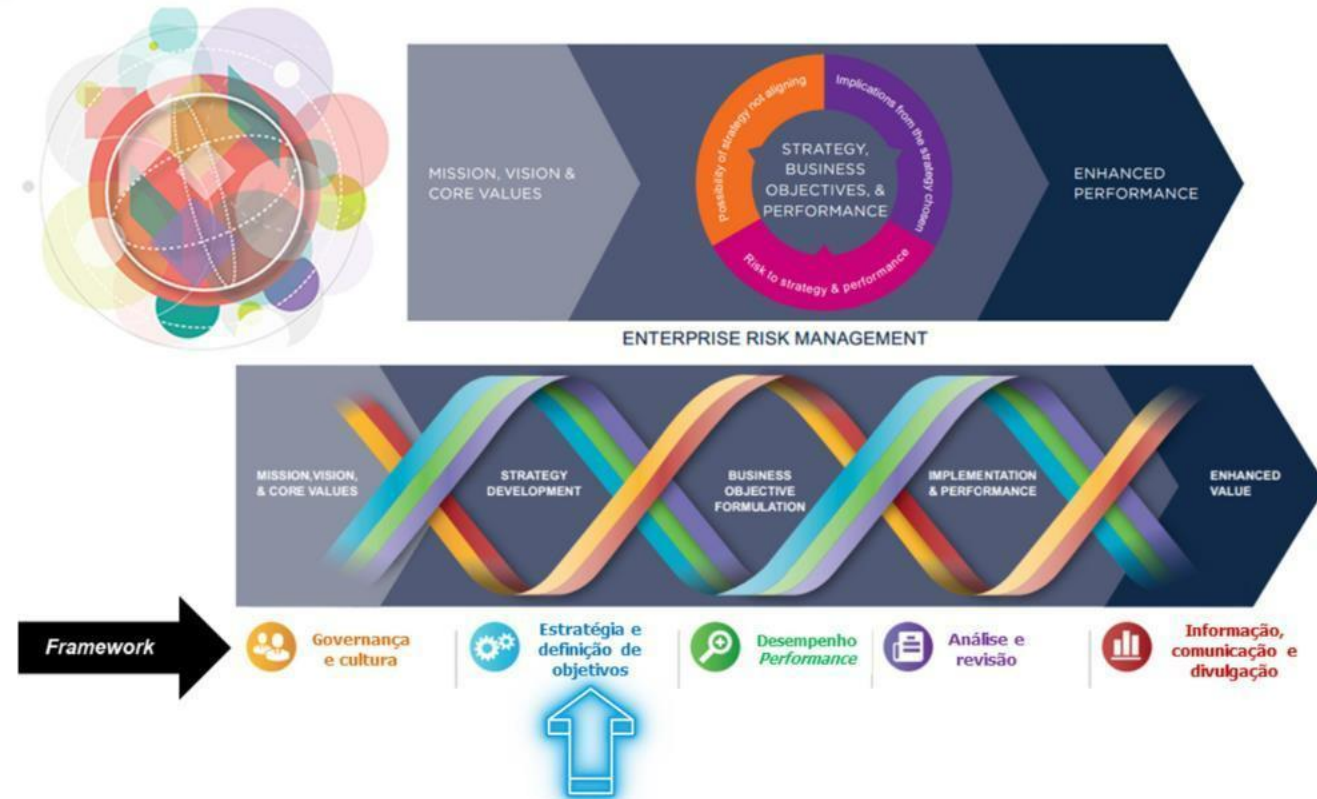 MISSION, VISION &
CORE VALUES
Possibility of strategy not aligning
Implications from the strategy chosen
STRATEGY,
BUSINESS
OBJECTIVES, &
PERFORMANCE
Risk to strategy & performance
ENHANCED
PERFORMANCE
ENTERPRISE RISK MANAGEMENT
MISSION, VISION,
& CORE VALUES
STRATEGY
DEVELOPMENT
BUSINESS
OBJECTIVE
FORMULATION
IMPLEMENTATION
& PERFORMANCE
ENHANCED
VALUE
Framework
Governança
e cultura
Estratégia e
definição de
objetivos
Desempenho
Performance
Análise e
revisão
Informação,
comunicação e
divulgação